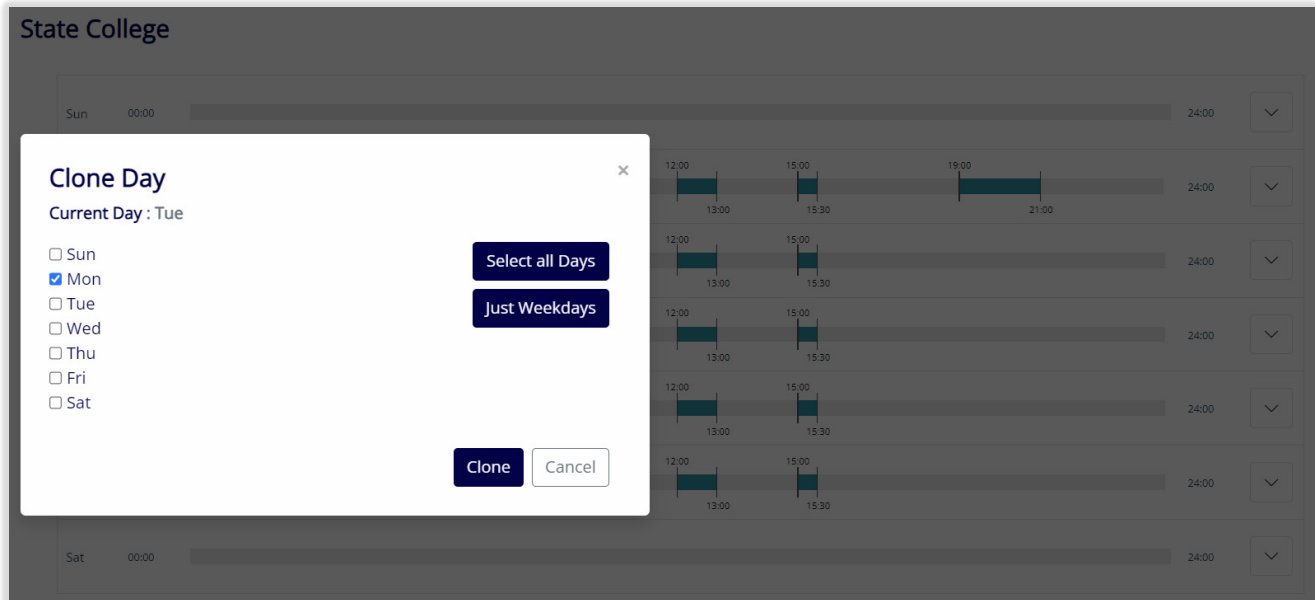 State College
Sun 00:00 24:00
Clone Day ×
Current Day : Tue
Sun
Mon
Tue
Wed
Thu
Fri
Sat
Select all Days
Just Weekdays
Clone Cancel
12:00 15:00 19:00
24:00
13:00 15:30 21:00
12:00 15:00
24:00
13:00 15:30
12:00 15:00
24:00
13:00 15:30
12:00 15:00
24:00
13:00 15:30
12:00 15:00
24:00
13:00 15:30
Sat 00:00 24:00